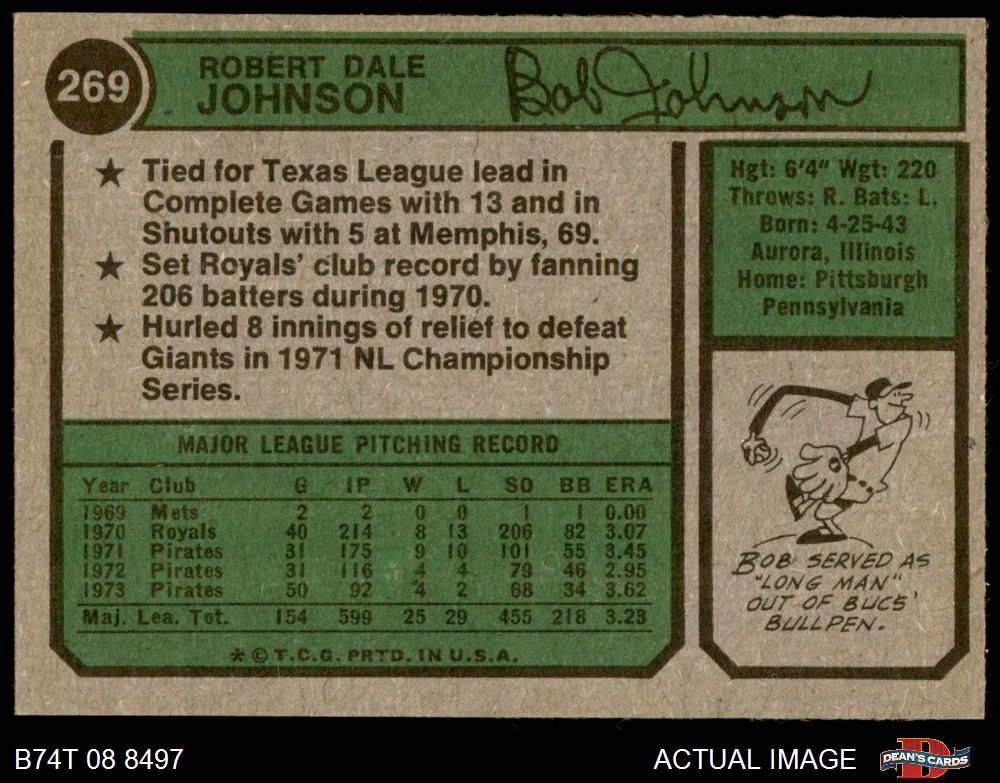 269
ROBERT DALE
JOHNSON
Bob Johnson
★ Tied for Texas League lead in
Complete Games with 13 and in
Shutouts with 5 at Memphis, 69.
★ Set Royals' club record by fanning
206 batters during 1970.
★ Hurled 8 innings of relief to defeat
Giants in 1971 NL Championship
Series.
Hgt: 6'4" Wgt: 220
Throws: R. Bats: L.
Born: 4-25-43
Aurora, Illinois
Home: Pittsburgh
Pennsylvania
MAJOR LEAGUE PITCHING RECORD
Year Club G IP W L SO BB ERA
1969 Mets 2 2 0 0 1 1 0.00
1970 Royals 40 214 8 13 206 82 3.07
1971 Pirates 31 175 9 10 101 55 3.45
1972 Pirates 31 116 4 4 79 46 2.95
1973 Pirates 50 92 4 2 68 34 3.62
Maj. Lea. Tot. 154 599 25 29 455 218 3.23
* © T.C.G. PRTD. IN U.S.A.
BOB SERVED AS
"LONG MAN"
OUT OF BUCS'
BULLPEN.
B74T 08 8497
ACTUAL IMAGE
DEAN'S CARDS